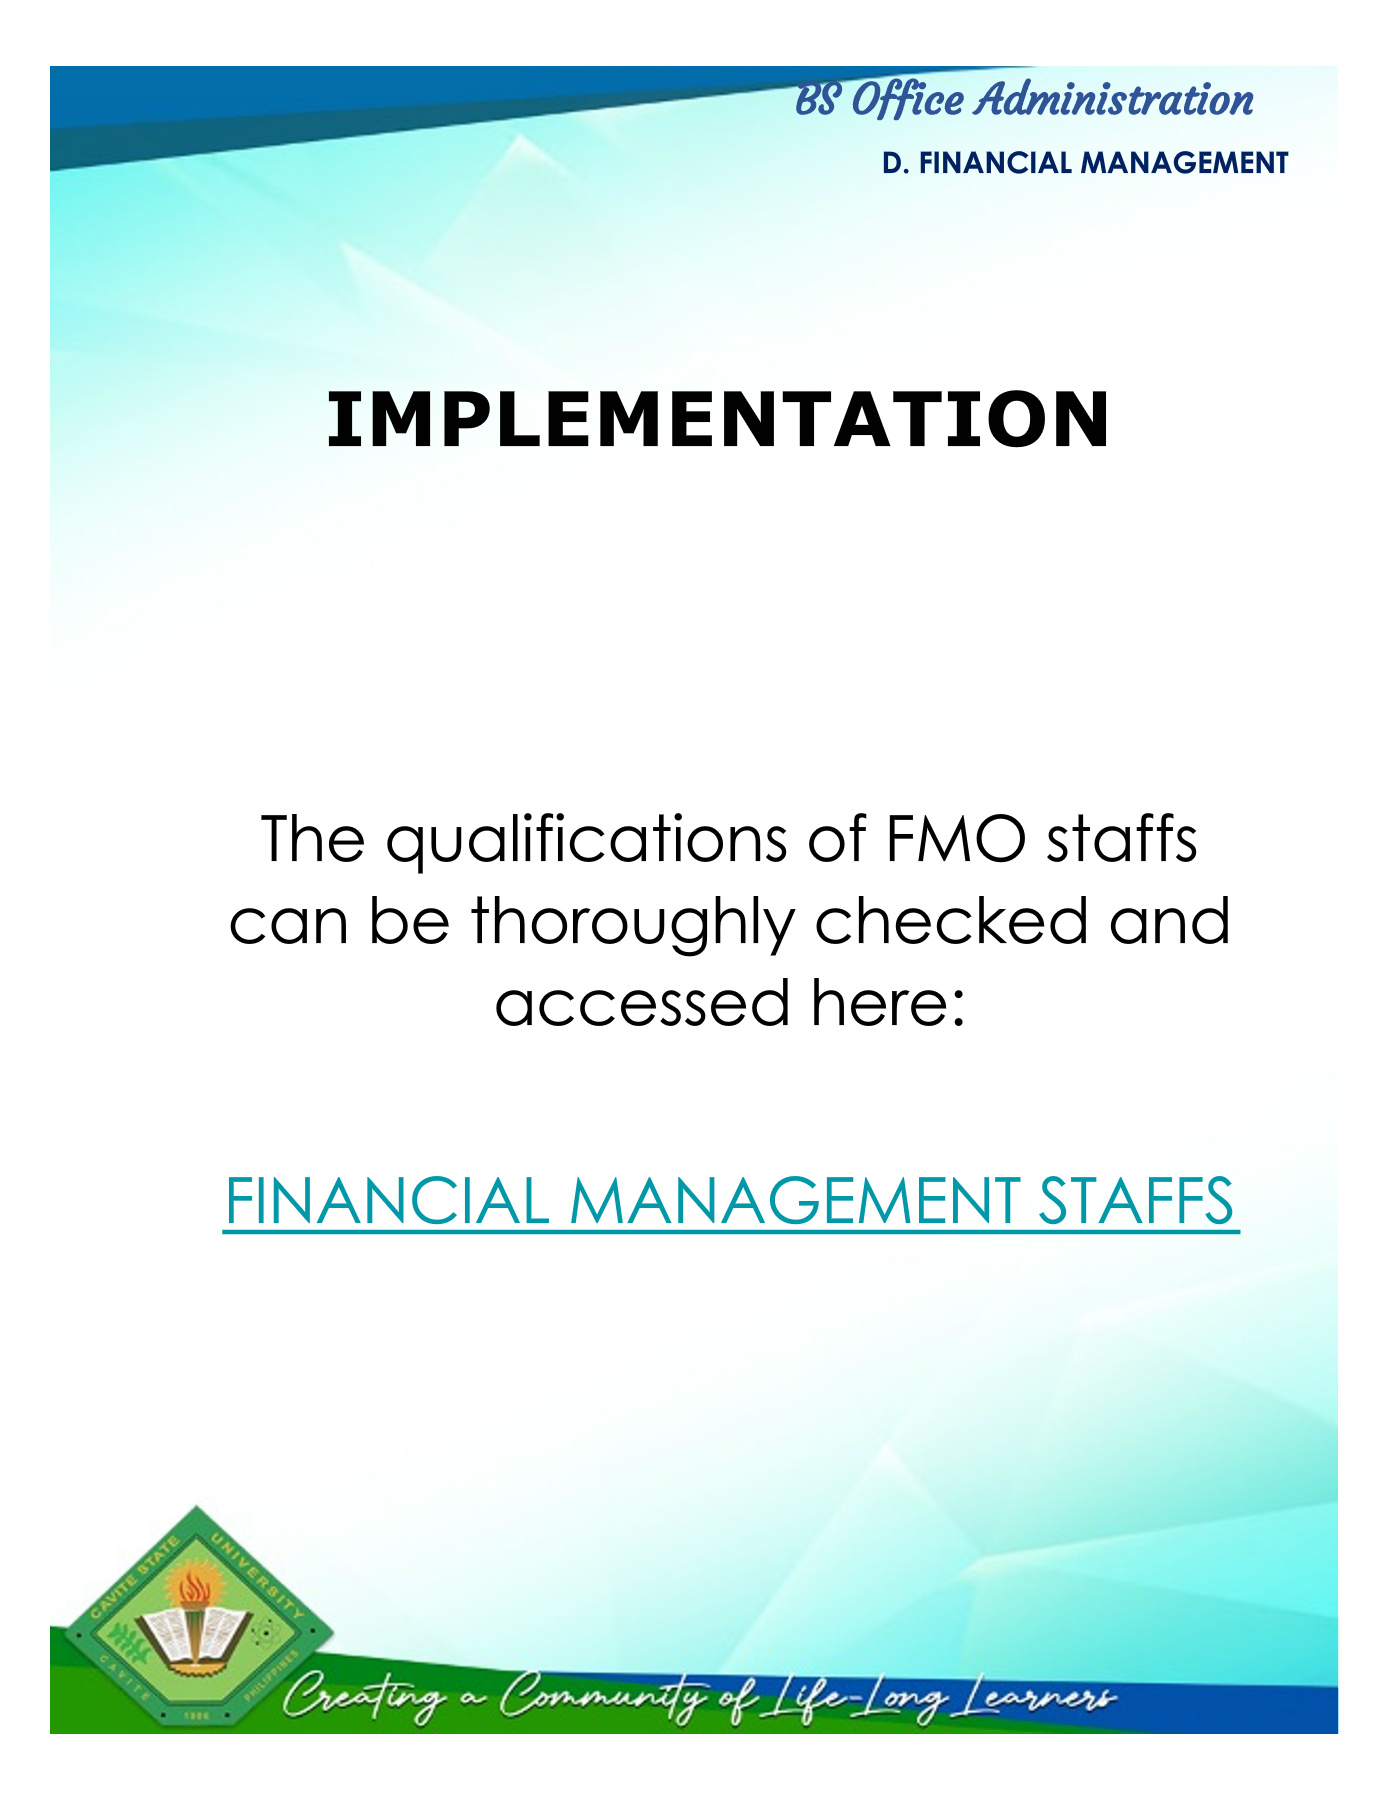 BS Office Administration
D. FINANCIAL MANAGEMENT
IMPLEMENTATION
The qualifications of FMO staffs
can be thoroughly checked and
accessed here:
FINANCIAL MANAGEMENT STAFFS
CAVITE STATE UNIVERSITY
CAVITE
PHILIPPINES
1906
Creating a Community of Life-Long Learners